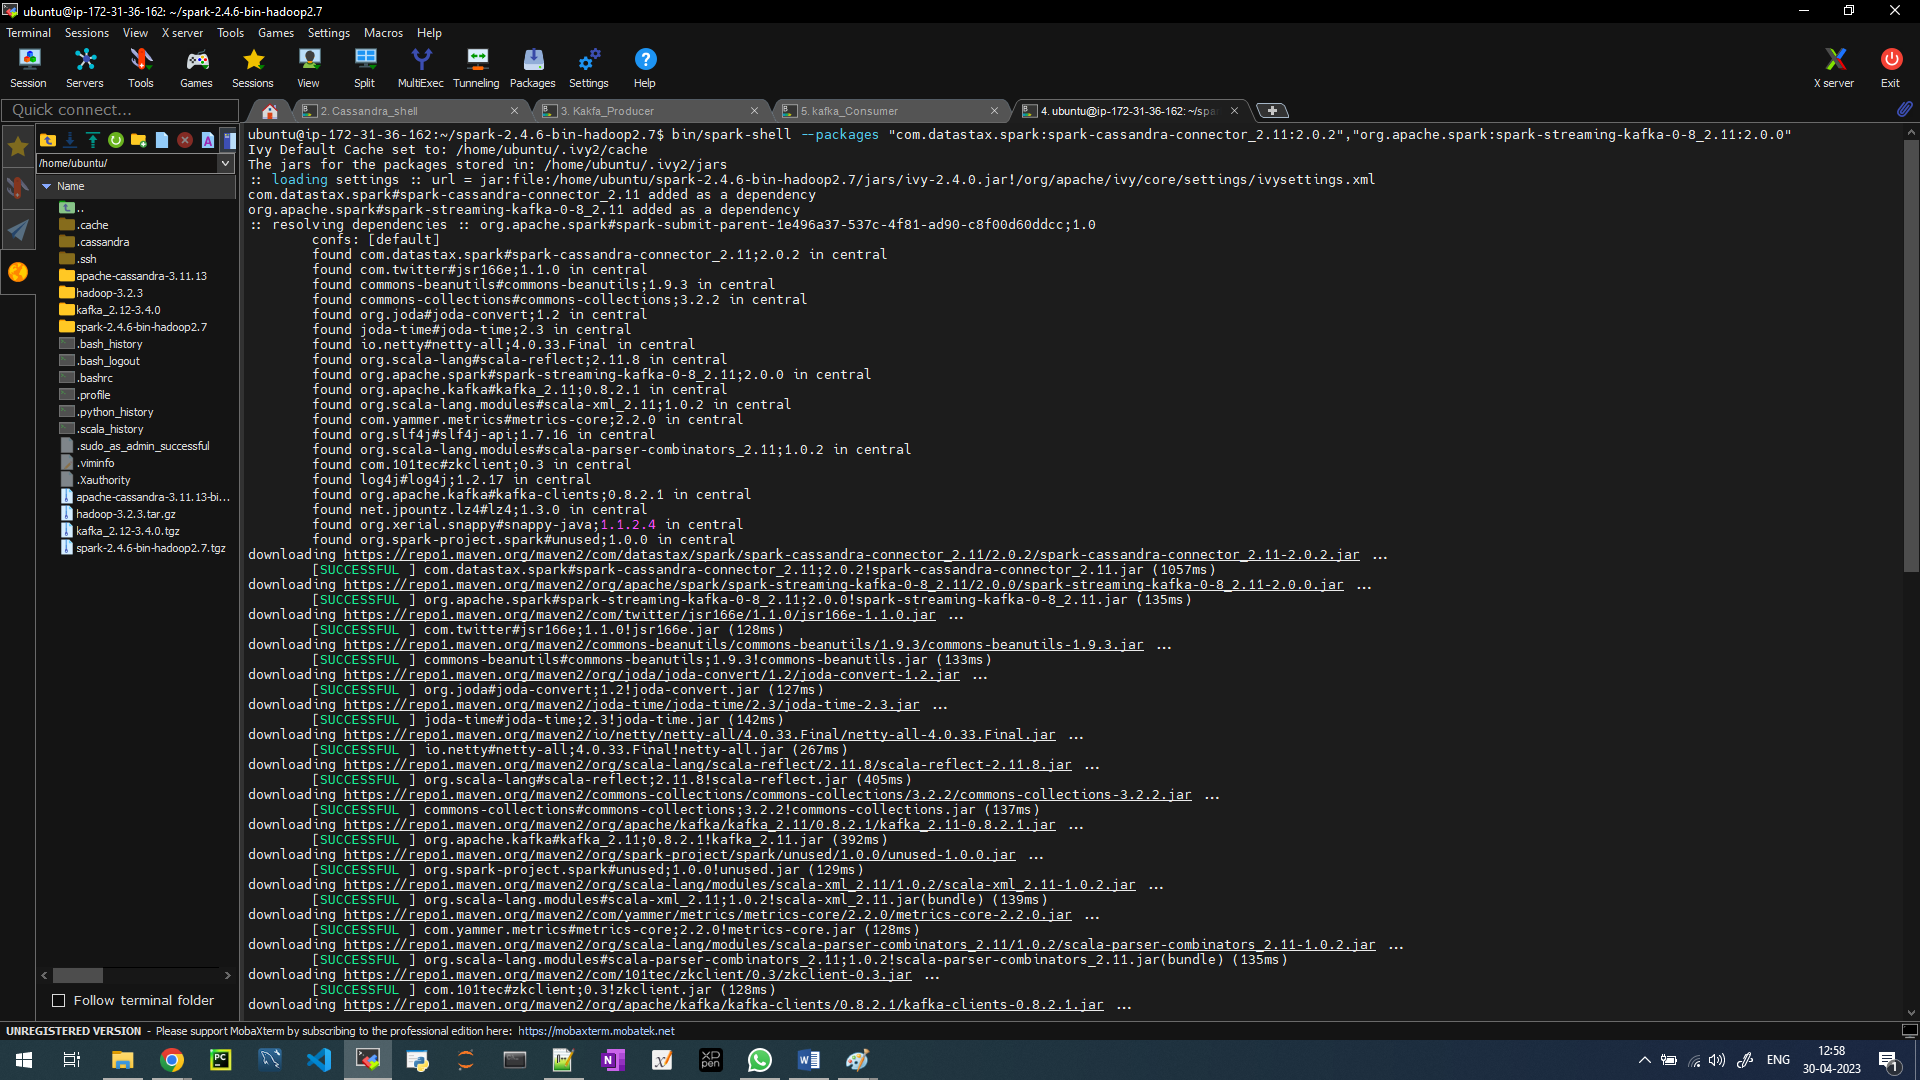 ubuntu@ip-172-31-36-162: ~/spark-2.4.6-bin-hadoop2.7
Terminal Sessions View X server Tools Games Settings Macros Help
Session Servers Tools Games Sessions View Split MultiExec Tunneling Packages Settings Help X server Exit
Quick connect...
2. Cassandra_shell
3. Kakfa_Producer
5. kafka_Consumer
4. ubuntu@ip-172-31-36-162: ~/spa
/home/ubuntu/
Name
..
.cache
.cassandra
.ssh
apache-cassandra-3.11.13
hadoop-3.2.3
kafka_2.12-3.4.0
spark-2.4.6-bin-hadoop2.7
.bash_history
.bash_logout
.bashrc
.profile
.python_history
.scala_history
.sudo_as_admin_successful
.viminfo
.Xauthority
apache-cassandra-3.11.13-bi...
hadoop-3.2.3.tar.gz
kafka_2.12-3.4.0.tgz
spark-2.4.6-bin-hadoop2.7.tgz
Follow terminal folder
ubuntu@ip-172-31-36-162:~/spark-2.4.6-bin-hadoop2.7$ bin/spark-shell --packages "com.datastax.spark:spark-cassandra-connector_2.11:2.0.2","org.apache.spark:spark-streaming-kafka-0-8_2.11:2.0.0"
Ivy Default Cache set to: /home/ubuntu/.ivy2/cache
The jars for the packages stored in: /home/ubuntu/.ivy2/jars
:: loading settings :: url = jar:file:/home/ubuntu/spark-2.4.6-bin-hadoop2.7/jars/ivy-2.4.0.jar!/org/apache/ivy/core/settings/ivysettings.xml
com.datastax.spark#spark-cassandra-connector_2.11 added as a dependency
org.apache.spark#spark-streaming-kafka-0-8_2.11 added as a dependency
:: resolving dependencies :: org.apache.spark#spark-submit-parent-1e496a37-537c-4f81-ad90-c8f00d60ddcc;1.0
confs: [default]
found com.datastax.spark#spark-cassandra-connector_2.11;2.0.2 in central
found com.twitter#jsr166e;1.1.0 in central
found commons-beanutils#commons-beanutils;1.9.3 in central
found commons-collections#commons-collections;3.2.2 in central
found org.joda#joda-convert;1.2 in central
found joda-time#joda-time;2.3 in central
found io.netty#netty-all;4.0.33.Final in central
found org.scala-lang#scala-reflect;2.11.8 in central
found org.apache.spark#spark-streaming-kafka-0-8_2.11;2.0.0 in central
found org.apache.kafka#kafka_2.11;0.8.2.1 in central
found org.scala-lang.modules#scala-xml_2.11;1.0.2 in central
found com.yammer.metrics#metrics-core;2.2.0 in central
found org.slf4j#slf4j-api;1.7.16 in central
found org.scala-lang.modules#scala-parser-combinators_2.11;1.0.2 in central
found com.101tec#zkclient;0.3 in central
found log4j#log4j;1.2.17 in central
found org.apache.kafka#kafka-clients;0.8.2.1 in central
found net.jpountz.lz4#lz4;1.3.0 in central
found org.xerial.snappy#snappy-java;1.1.2.4 in central
found org.spark-project.spark#unused;1.0.0 in central
downloading https://repo1.maven.org/maven2/com/datastax/spark/spark-cassandra-connector_2.11/2.0.2/spark-cassandra-connector_2.11-2.0.2.jar ...
[SUCCESSFUL ] com.datastax.spark#spark-cassandra-connector_2.11;2.0.2!spark-cassandra-connector_2.11.jar (1057ms)
downloading https://repo1.maven.org/maven2/org/apache/spark/spark-streaming-kafka-0-8_2.11/2.0.0/spark-streaming-kafka-0-8_2.11-2.0.0.jar ...
[SUCCESSFUL ] org.apache.spark#spark-streaming-kafka-0-8_2.11;2.0.0!spark-streaming-kafka-0-8_2.11.jar (135ms)
downloading https://repo1.maven.org/maven2/com/twitter/jsr166e/1.1.0/jsr166e-1.1.0.jar ...
[SUCCESSFUL ] com.twitter#jsr166e;1.1.0!jsr166e.jar (128ms)
downloading https://repo1.maven.org/maven2/commons-beanutils/commons-beanutils/1.9.3/commons-beanutils-1.9.3.jar ...
[SUCCESSFUL ] commons-beanutils#commons-beanutils;1.9.3!commons-beanutils.jar (133ms)
downloading https://repo1.maven.org/maven2/org/joda/joda-convert/1.2/joda-convert-1.2.jar ...
[SUCCESSFUL ] org.joda#joda-convert;1.2!joda-convert.jar (127ms)
downloading https://repo1.maven.org/maven2/joda-time/joda-time/2.3/joda-time-2.3.jar ...
[SUCCESSFUL ] joda-time#joda-time;2.3!joda-time.jar (142ms)
downloading https://repo1.maven.org/maven2/io/netty/netty-all/4.0.33.Final/netty-all-4.0.33.Final.jar ...
[SUCCESSFUL ] io.netty#netty-all;4.0.33.Final!netty-all.jar (267ms)
downloading https://repo1.maven.org/maven2/org/scala-lang/scala-reflect/2.11.8/scala-reflect-2.11.8.jar ...
[SUCCESSFUL ] org.scala-lang#scala-reflect;2.11.8!scala-reflect.jar (405ms)
downloading https://repo1.maven.org/maven2/commons-collections/commons-collections/3.2.2/commons-collections-3.2.2.jar ...
[SUCCESSFUL ] commons-collections#commons-collections;3.2.2!commons-collections.jar (137ms)
downloading https://repo1.maven.org/maven2/org/apache/kafka/kafka_2.11/0.8.2.1/kafka_2.11-0.8.2.1.jar ...
[SUCCESSFUL ] org.apache.kafka#kafka_2.11;0.8.2.1!kafka_2.11.jar (392ms)
downloading https://repo1.maven.org/maven2/org/spark-project/spark/unused/1.0.0/unused-1.0.0.jar ...
[SUCCESSFUL ] org.spark-project.spark#unused;1.0.0!unused.jar (129ms)
downloading https://repo1.maven.org/maven2/org/scala-lang/modules/scala-xml_2.11/1.0.2/scala-xml_2.11-1.0.2.jar ...
[SUCCESSFUL ] org.scala-lang.modules#scala-xml_2.11;1.0.2!scala-xml_2.11.jar(bundle) (139ms)
downloading https://repo1.maven.org/maven2/com/yammer/metrics/metrics-core/2.2.0/metrics-core-2.2.0.jar ...
[SUCCESSFUL ] com.yammer.metrics#metrics-core;2.2.0!metrics-core.jar (128ms)
downloading https://repo1.maven.org/maven2/org/scala-lang/modules/scala-parser-combinators_2.11/1.0.2/scala-parser-combinators_2.11-1.0.2.jar ...
[SUCCESSFUL ] org.scala-lang.modules#scala-parser-combinators_2.11;1.0.2!scala-parser-combinators_2.11.jar(bundle) (135ms)
downloading https://repo1.maven.org/maven2/com/101tec/zkclient/0.3/zkclient-0.3.jar ...
[SUCCESSFUL ] com.101tec#zkclient;0.3!zkclient.jar (128ms)
downloading https://repo1.maven.org/maven2/org/apache/kafka/kafka-clients/0.8.2.1/kafka-clients-0.8.2.1.jar ...
UNREGISTERED VERSION - Please support MobaXterm by subscribing to the professional edition here: https://mobaxterm.mobatek.net
ENG
12:58
30-04-2023